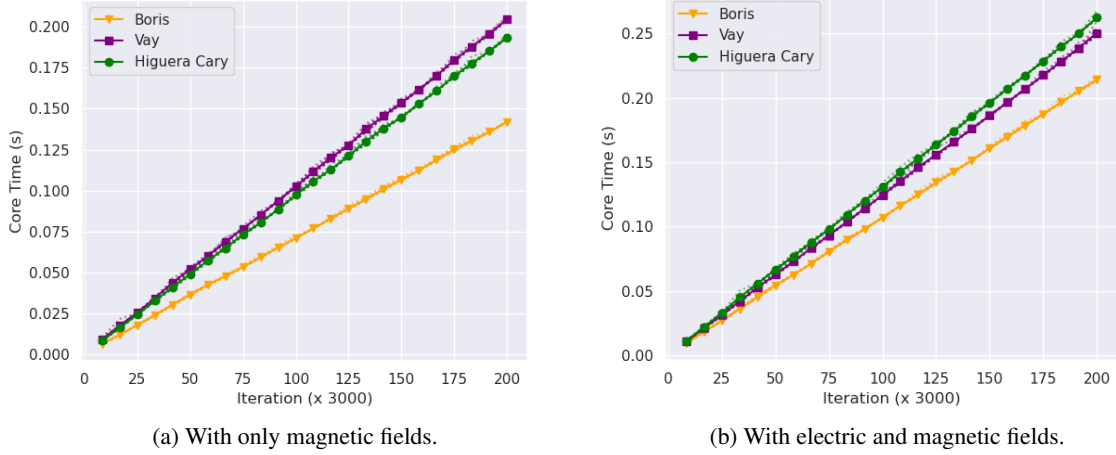 Boris
Vay
Higuera Cary
0.200
0.175
0.150
0.125
0.100
0.075
0.050
0.025
0.000
Core Time (s)
0 25 50 75 100 125 150 175 200
Iteration (x 3000)
(a) With only magnetic fields.
Boris
Vay
Higuera Cary
0.25
0.20
0.15
0.10
0.05
0.00
Core Time (s)
0 25 50 75 100 125 150 175 200
Iteration (x 3000)
(b) With electric and magnetic fields.